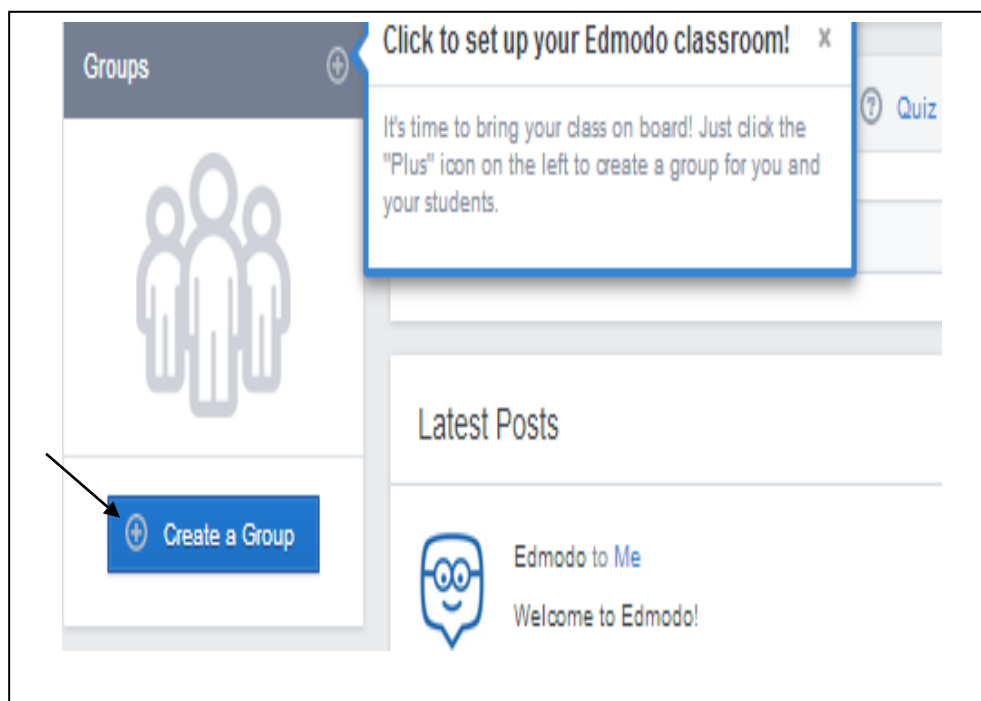 Groups
Click to set up your Edmodo classroom! x
It's time to bring your class on board! Just click the
"Plus" icon on the left to create a group for you and
your students.
? Quiz
Create a Group
Latest Posts
Edmodo to Me
Welcome to Edmodo!